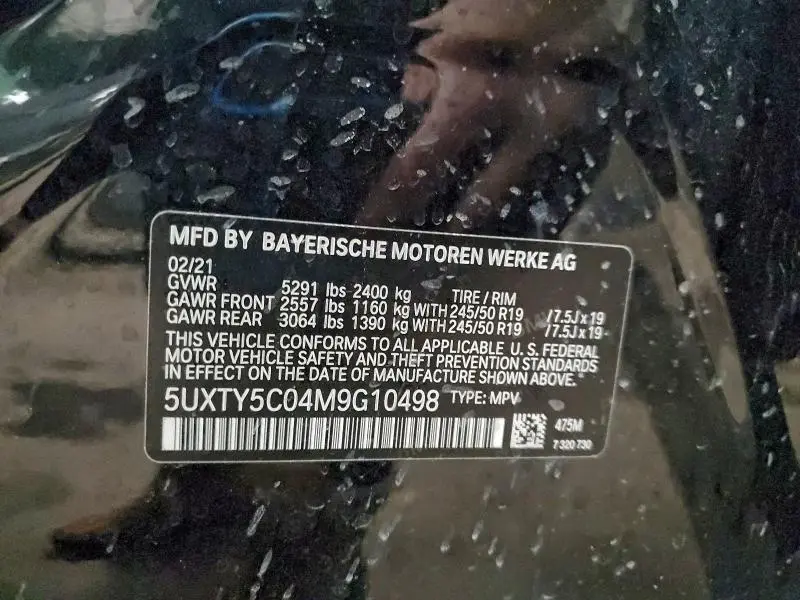 MFD BY BAYERISCHE MOTOREN WERKE AG
02/21
GVWR 5291 lbs 2400 kg TIRE / RIM
GAWR FRONT 2557 lbs 1160 kg WITH 245/50 R19 /7.5J x 19
GAWR REAR 3064 lbs 1390 kg WITH 245/50 R19 /7.5J x 19
THIS VEHICLE CONFORMS TO ALL APPLICABLE U. S. FEDERAL
MOTOR VEHICLE SAFETY AND THEFT PREVENTION STANDARDS
IN EFFECT ON THE DATE OF MANUFACTURE SHOWN ABOVE.
5UXTY5C04M9G10498 TYPE: MPV
475M
7 320 730